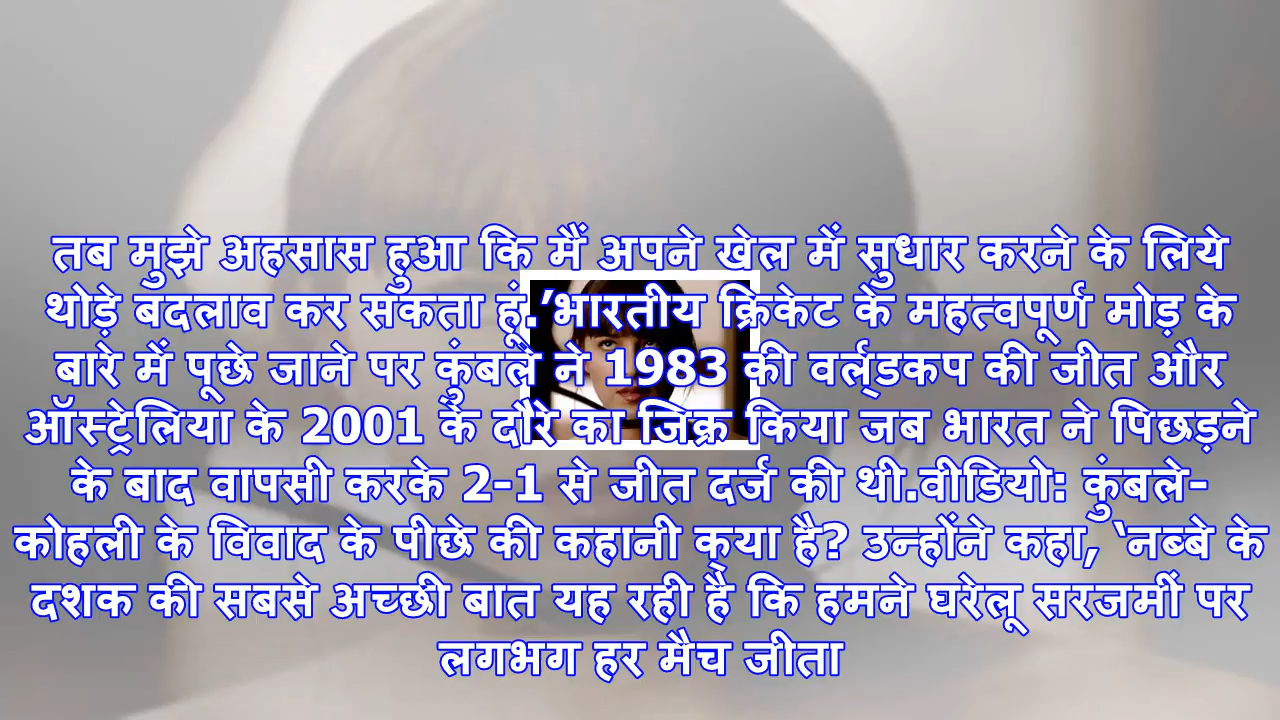 तब मुझे अहसास हुआ कि मैं अपने खेल में सुधार करने के लिये
थोड़े बदलाव कर सकता हूं.’भारतीय क्रिकेट के महत्वपूर्ण मोड़ के
बारे में पूछे जाने पर कुंबले ने 1983 की वर्ल्डकप की जीत और
ऑस्ट्रेलिया के 2001 के दौरे का जिक्र किया जब भारत ने पिछड़ने
के बाद वापसी करके 2-1 से जीत दर्ज की थी.वीडियो: कुंबले-
कोहली के विवाद के पीछे की कहानी क्या है? उन्होंने कहा, ‘नब्बे के
दशक की सबसे अच्छी बात यह रही है कि हमने घरेलू सरजमीं पर
लगभग हर मैच जीता